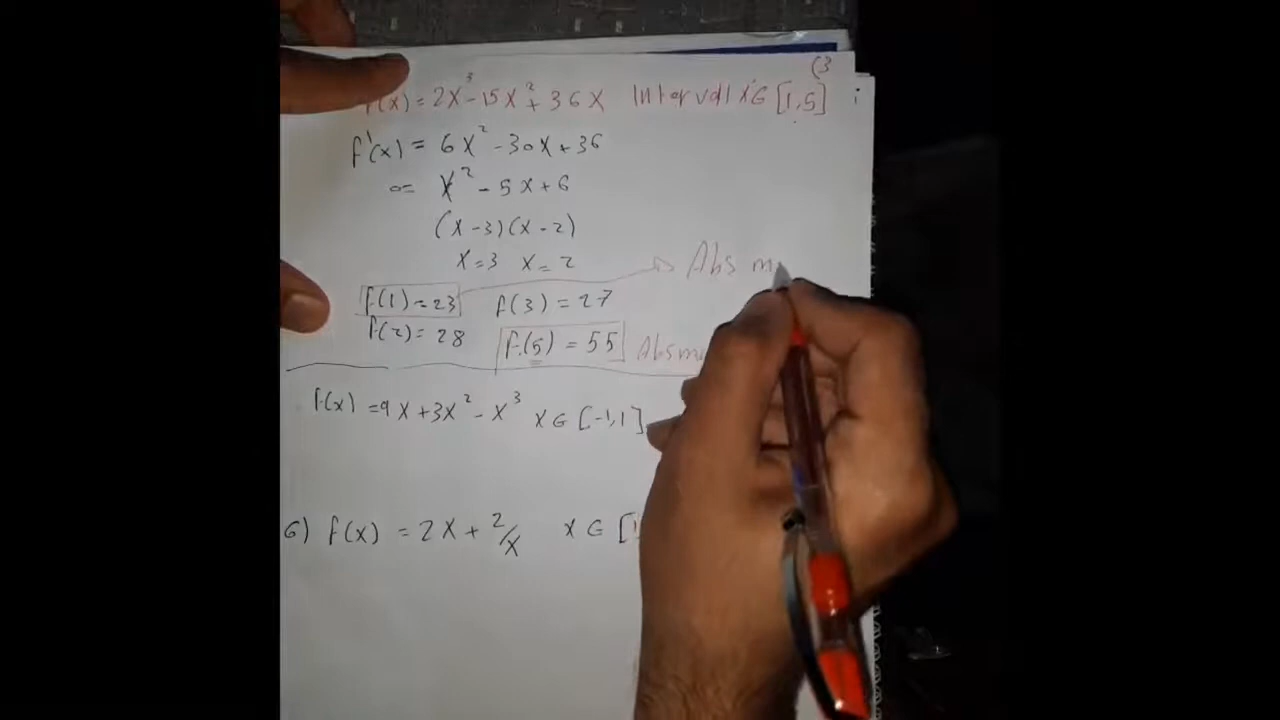 (3
f(x) = 2x³ - 15x² + 36x Interval x∈ [1,5] :
f'(x) = 6x² - 30x + 36
0= x² - 5x + 6
(x - 3)(x - 2)
x = 3 x = 2
Abs m
f(1) = 23 f(3) = 27
f(2) = 28 f(5) = 55 Abs m
f(x) = 9x + 3x² - x³ x ∈ [-1,1]
6) f(x) = 2x + 2/x x ∈ [